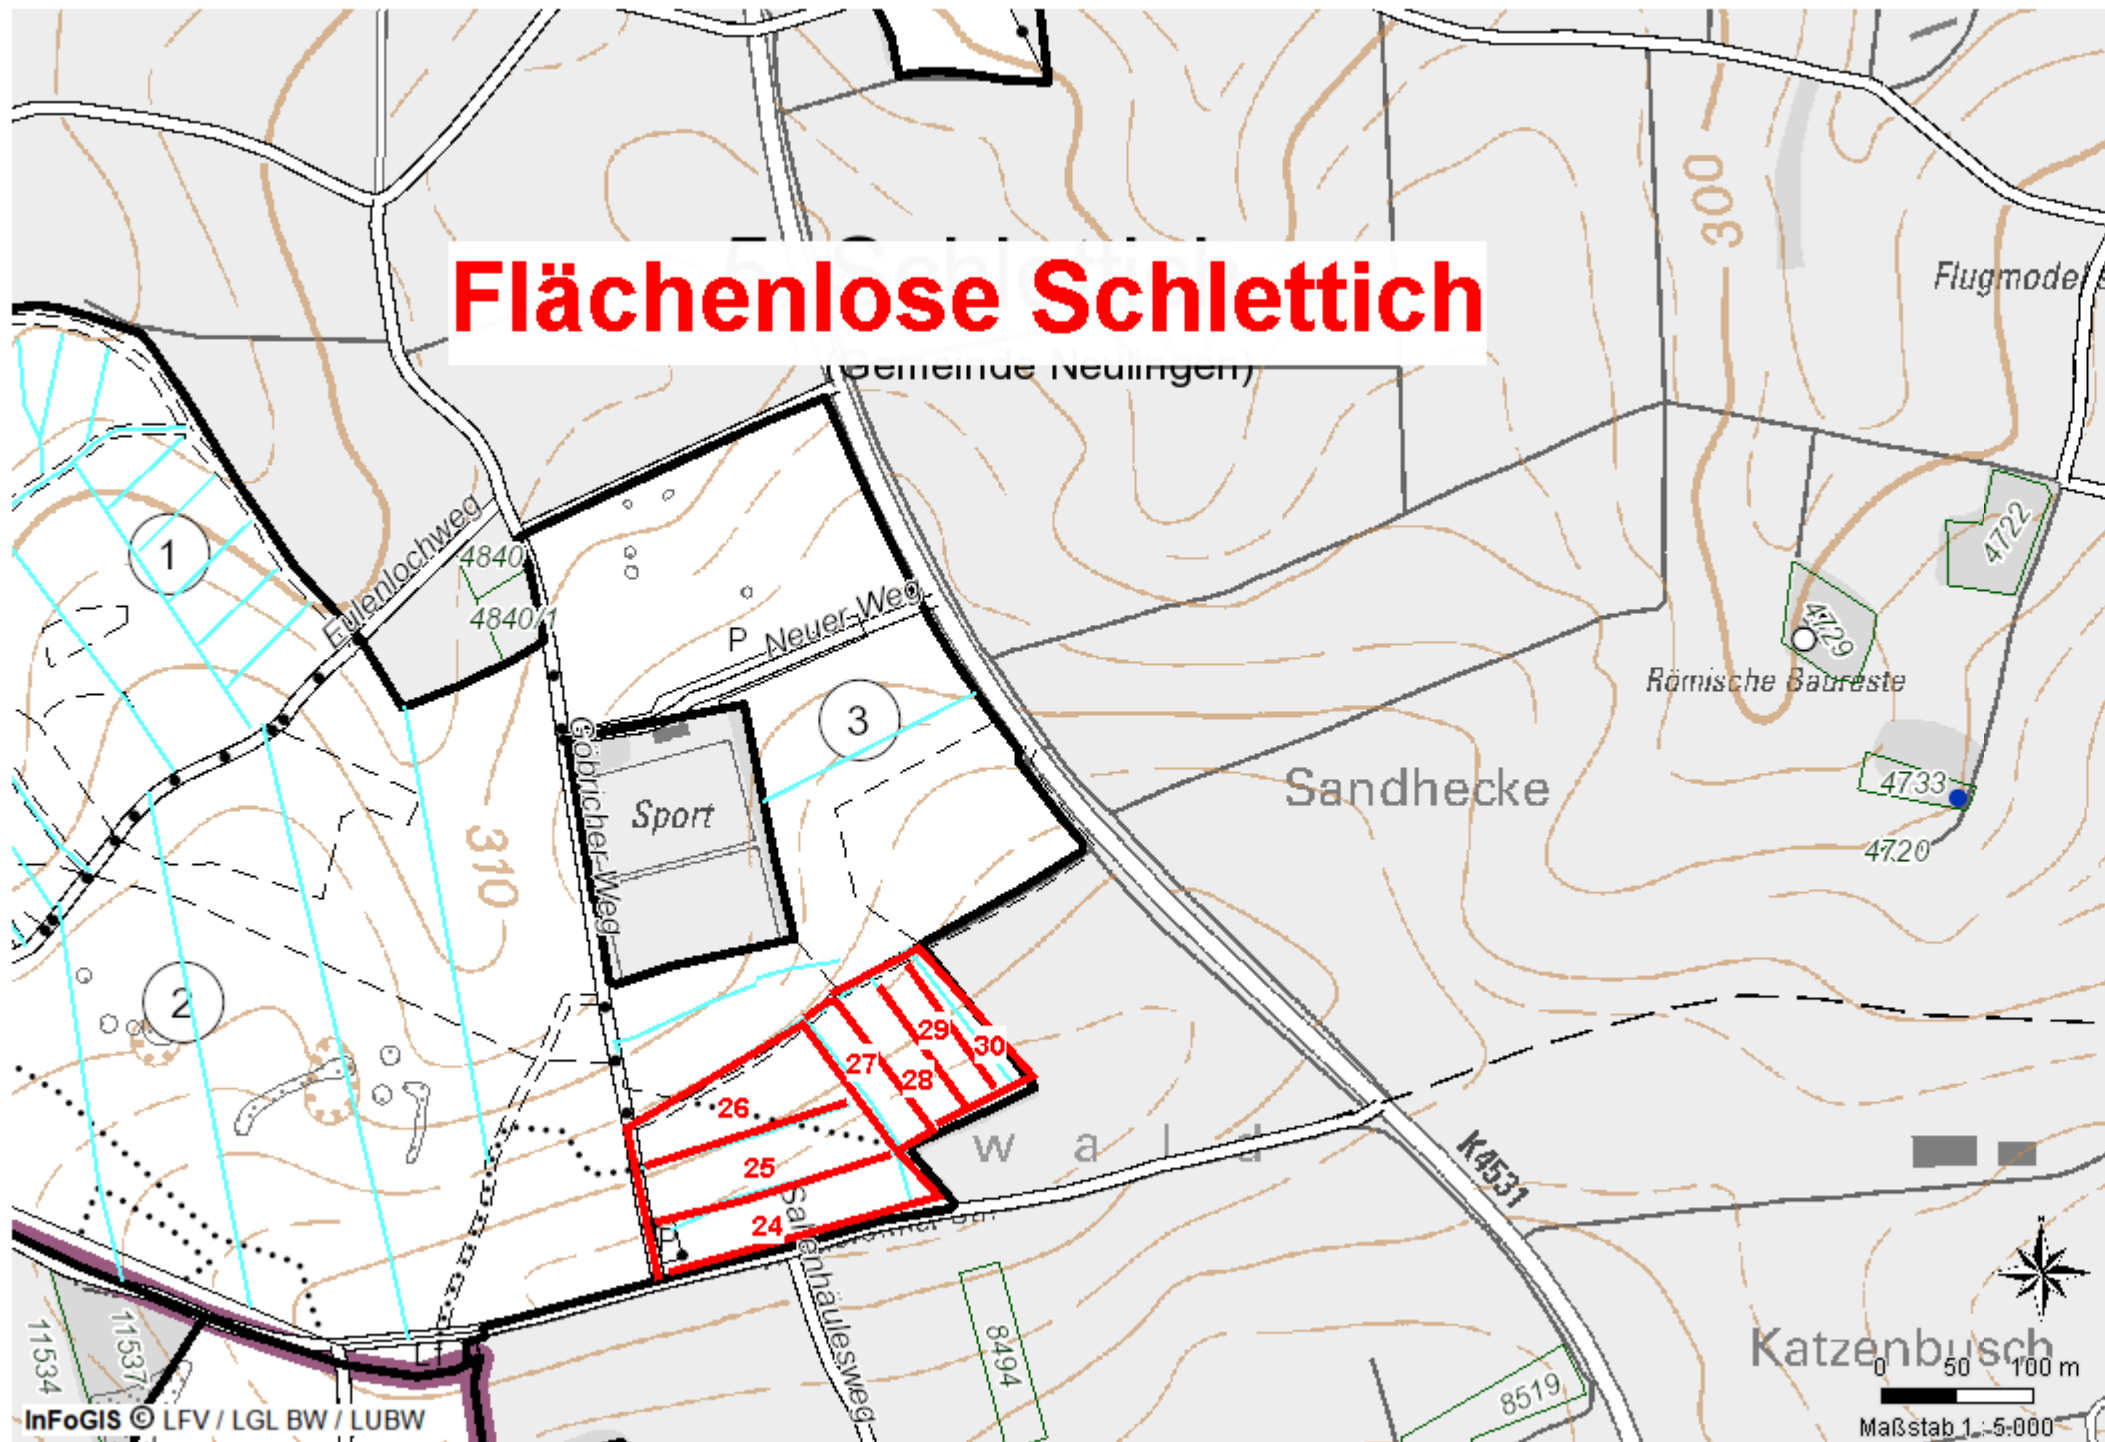 300
Flugmodel
Flächenlose Schlettich
(Gemeinde Neulingen)
1
Eulenlochweg
4840
4840/1
4722
4729
P
Neuer Weg
Römische Baureste
3
Göbricher Weg
Sport
310
Sandhecke
4733
4720
2
29
30
27
28
26
25
24
P
w a l d
K4531
Salzenhäulesweg
11534
11537
8494
8519
Katzenbusch
0 50 100 m
Maßstab 1 : 5.000
InFoGIS © LFV / LGL BW / LUBW